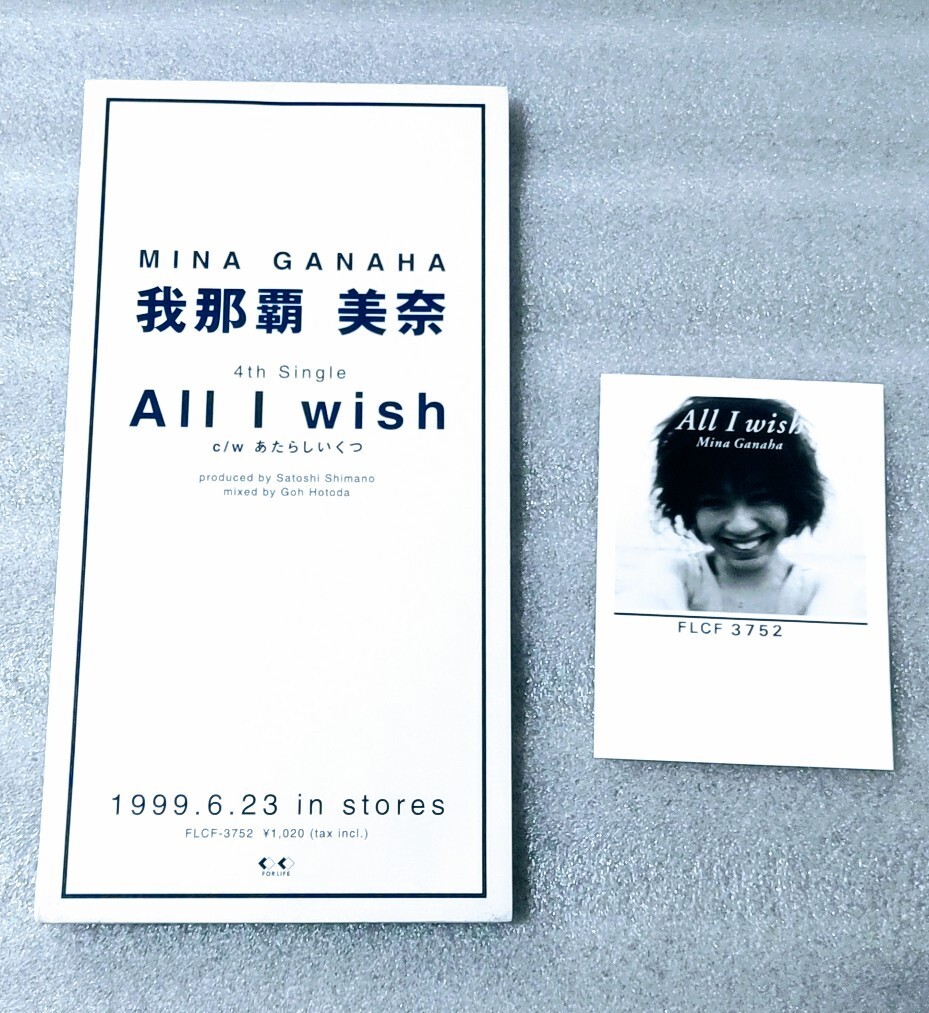 MINA GANAHA
我那覇 美奈
4th Single
All I wish
c/w あたらしいくつ
produced by Satoshi Shimano
mixed by Goh Hotoda
1999.6.23 in stores
FLCF-3752 ¥1,020 (tax incl.)
FOR LIFE
All I wish
Mina Ganaha
FLCF 3752